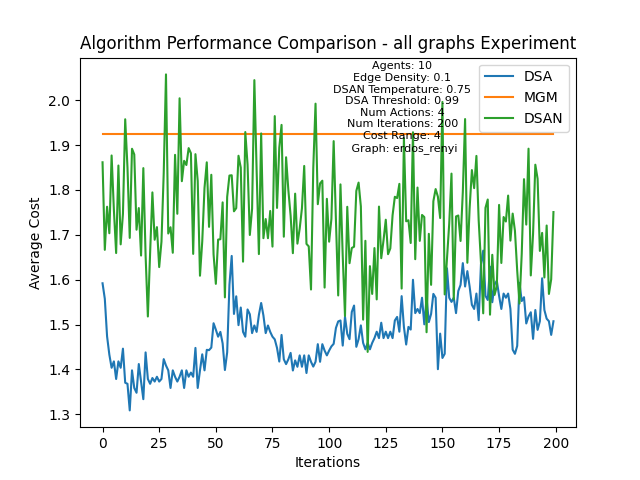 Algorithm Performance Comparison - all graphs Experiment
Agents: 10
Edge Density: 0.1
DSAN Temperature: 0.75
DSA Threshold: 0.99
Num Actions: 4
Num Iterations: 200
Cost Rate: 4
Graph: erdos_renyi
DSA
MGM
DSAN
Average Cost
2.0
1.9
1.8
1.7
1.6
1.5
1.4
1.3
0 25 50 75 100 125 150 175 200
Iterations